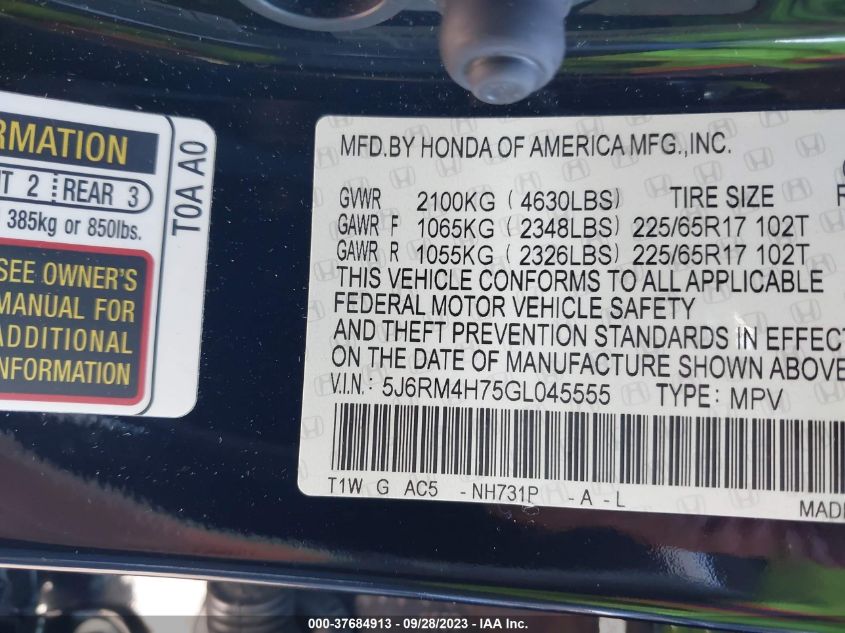 RMATION
T 2 REAR 3
385kg or 850lbs.
SEE OWNER'S
MANUAL FOR
ADDITIONAL
INFORMATION
T0A A0
MFD.BY HONDA OF AMERICA MFG.,INC.
GVWR 2100KG ( 4630LBS) TIRE SIZE
GAWR F 1065KG ( 2348LBS) 225/65R17 102T
GAWR R 1055KG ( 2326LBS) 225/65R17 102T
THIS VEHICLE CONFORMS TO ALL APPLICABLE
FEDERAL MOTOR VEHICLE SAFETY
AND THEFT PREVENTION STANDARDS IN EFFECT
ON THE DATE OF MANUFACTURE SHOWN ABOVE
V.I.N.: 5J6RM4H75GL045555 TYPE: MPV
T1W G AC5 -NH731P -A-L
MADE
000-37684913 - 09/28/2023 - IAA Inc.